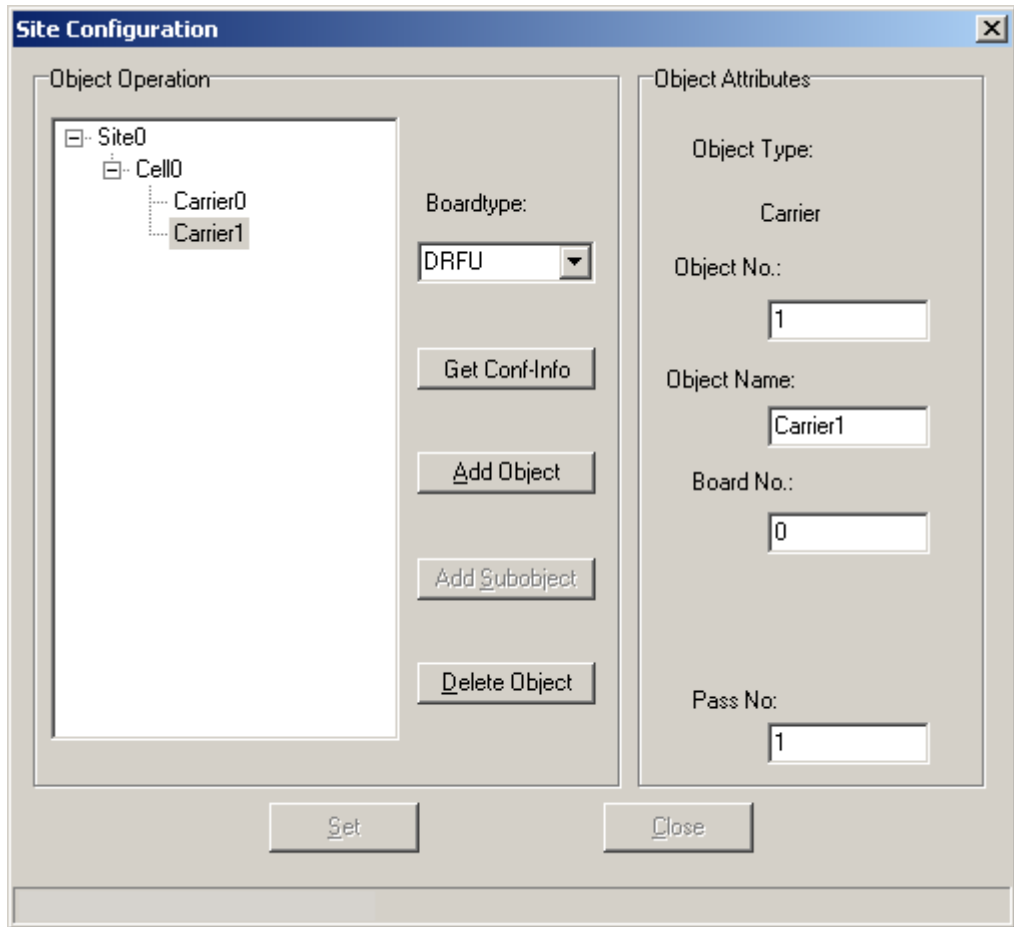 Site Configuration
Object Operation
Site0
Cell0
Carrier0
Carrier1
Boardtype:
DRFU
Get Conf-Info
Add Object
Add Subobject
Delete Object
Object Attributes
Object Type:
Carrier
Object No.:
1
Object Name:
Carrier1
Board No.:
0
Pass No:
1
Set
Close